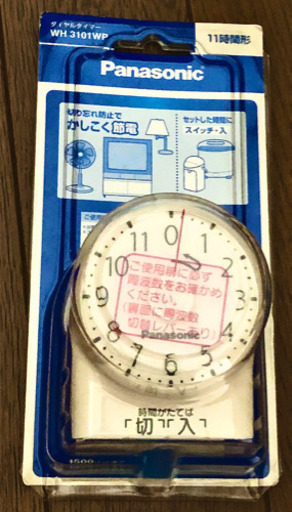 ダイヤルタイマー
WH 3101WP
11時間形
Panasonic
切り忘れ防止で
かしこく節電
セットした時間に
スイッチ・入
0
1
2
3
4
5
6
7
8
9
10
11
ご使用前に必ず
周波数をお確かめ
ください。
(裏面に周波数
切替レバーあり)
Panasonic
時間がたてば
「切」「入」
1500